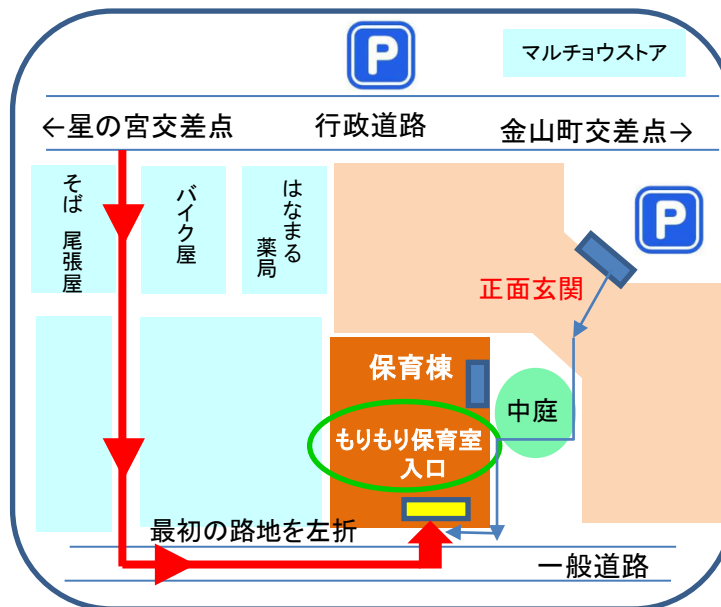 P
マルチョウストア
←星の宮交差点
行政道路
金山町交差点→
そば 尾張屋
バイク屋
はなまる
薬局
P
正面玄関
保育棟
中庭
もりもり保育室
入口
最初の路地を左折
一般道路